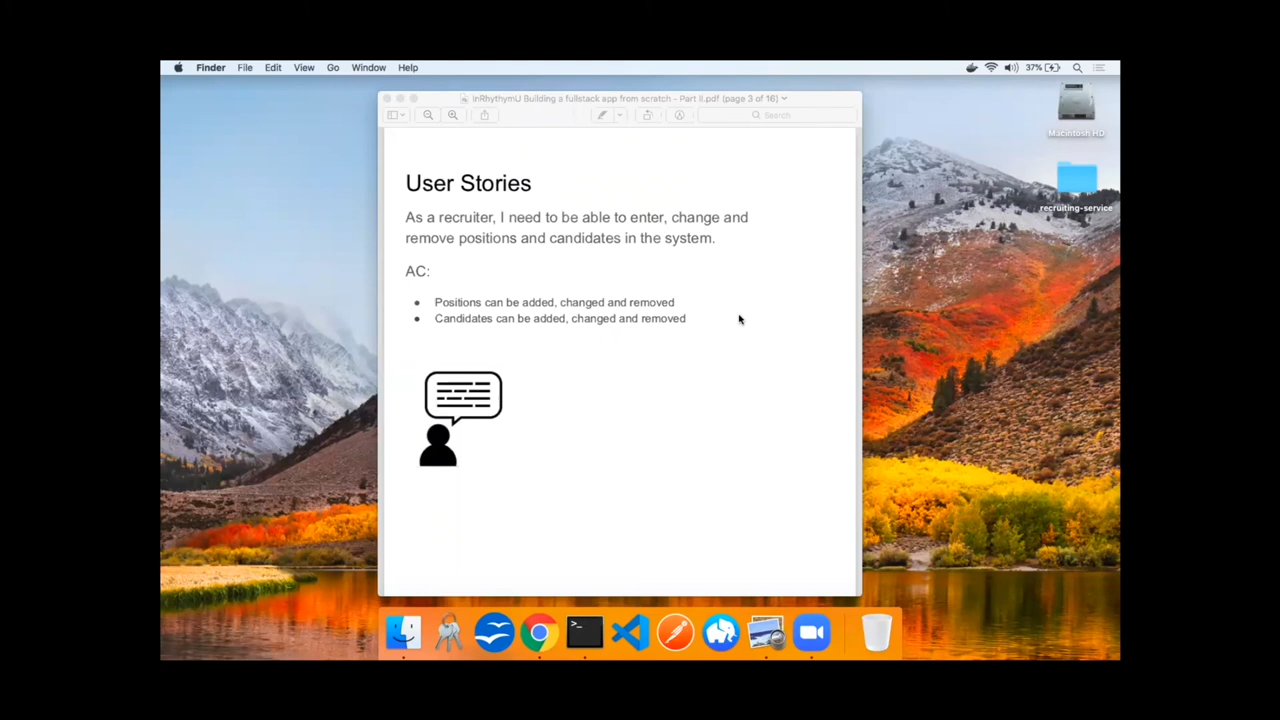 Finder File Edit View Go Window Help 37%
InRhythmU Building a fullstack app from scratch - Part II.pdf (page 3 of 16)
Search
Macintosh HD
recruiting-service
User Stories
As a recruiter, I need to be able to enter, change and
remove positions and candidates in the system.
AC:
● Positions can be added, changed and removed
● Candidates can be added, changed and removed
>_